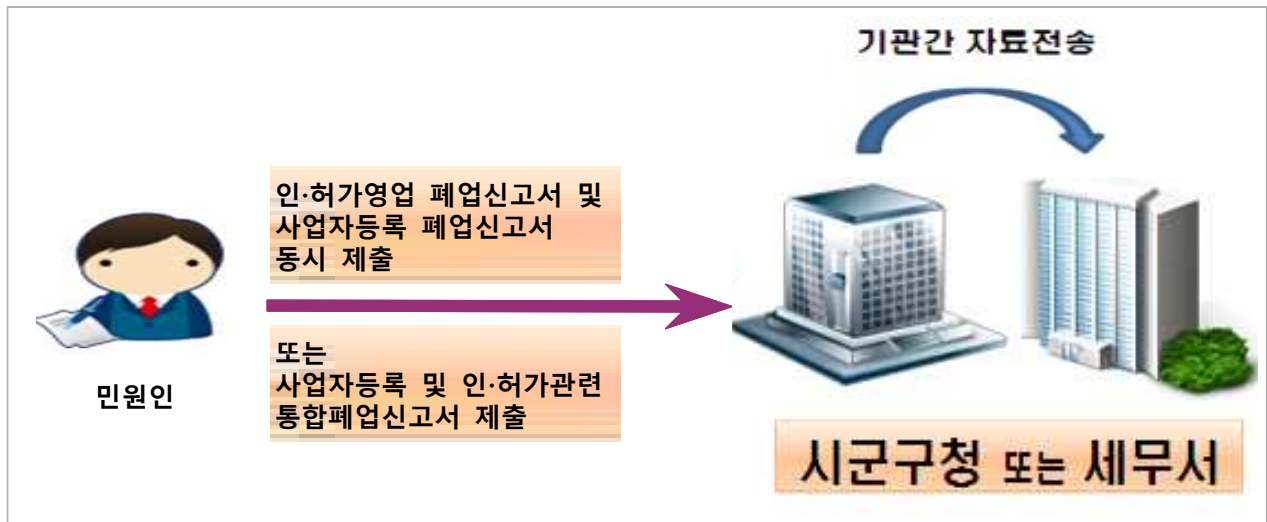 기관간 자료전송
인·허가영업 폐업신고서 및
사업자등록 폐업신고서
동시 제출
또는
사업자등록 및 인·허가관련
통합폐업신고서 제출
민원인
시군구청 또는 세무서